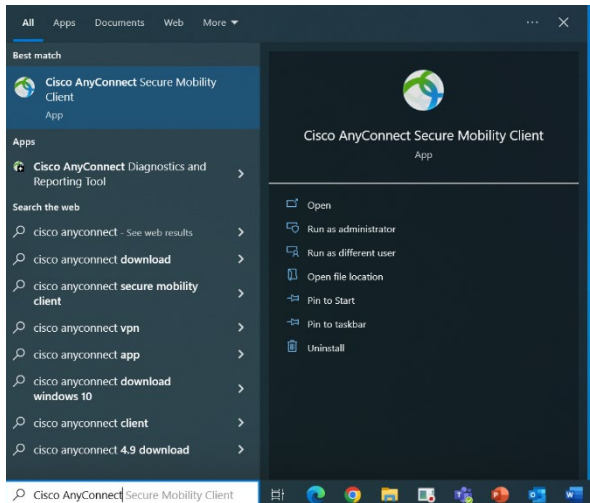 All Apps Documents Web More
Best match
Cisco AnyConnect Secure Mobility
Client
App
Apps
Cisco AnyConnect Diagnostics and
Reporting Tool
Search the web
cisco anyconnect - See web results
cisco anyconnect download
cisco anyconnect secure mobility
client
cisco anyconnect vpn
cisco anyconnect app
cisco anyconnect download
windows 10
cisco anyconnect client
cisco anyconnect 4.9 download
Cisco AnyConnect Secure Mobility Client
Cisco AnyConnect Secure Mobility Client
App
Open
Run as administrator
Run as different user
Open file location
Pin to Start
Pin to taskbar
Uninstall